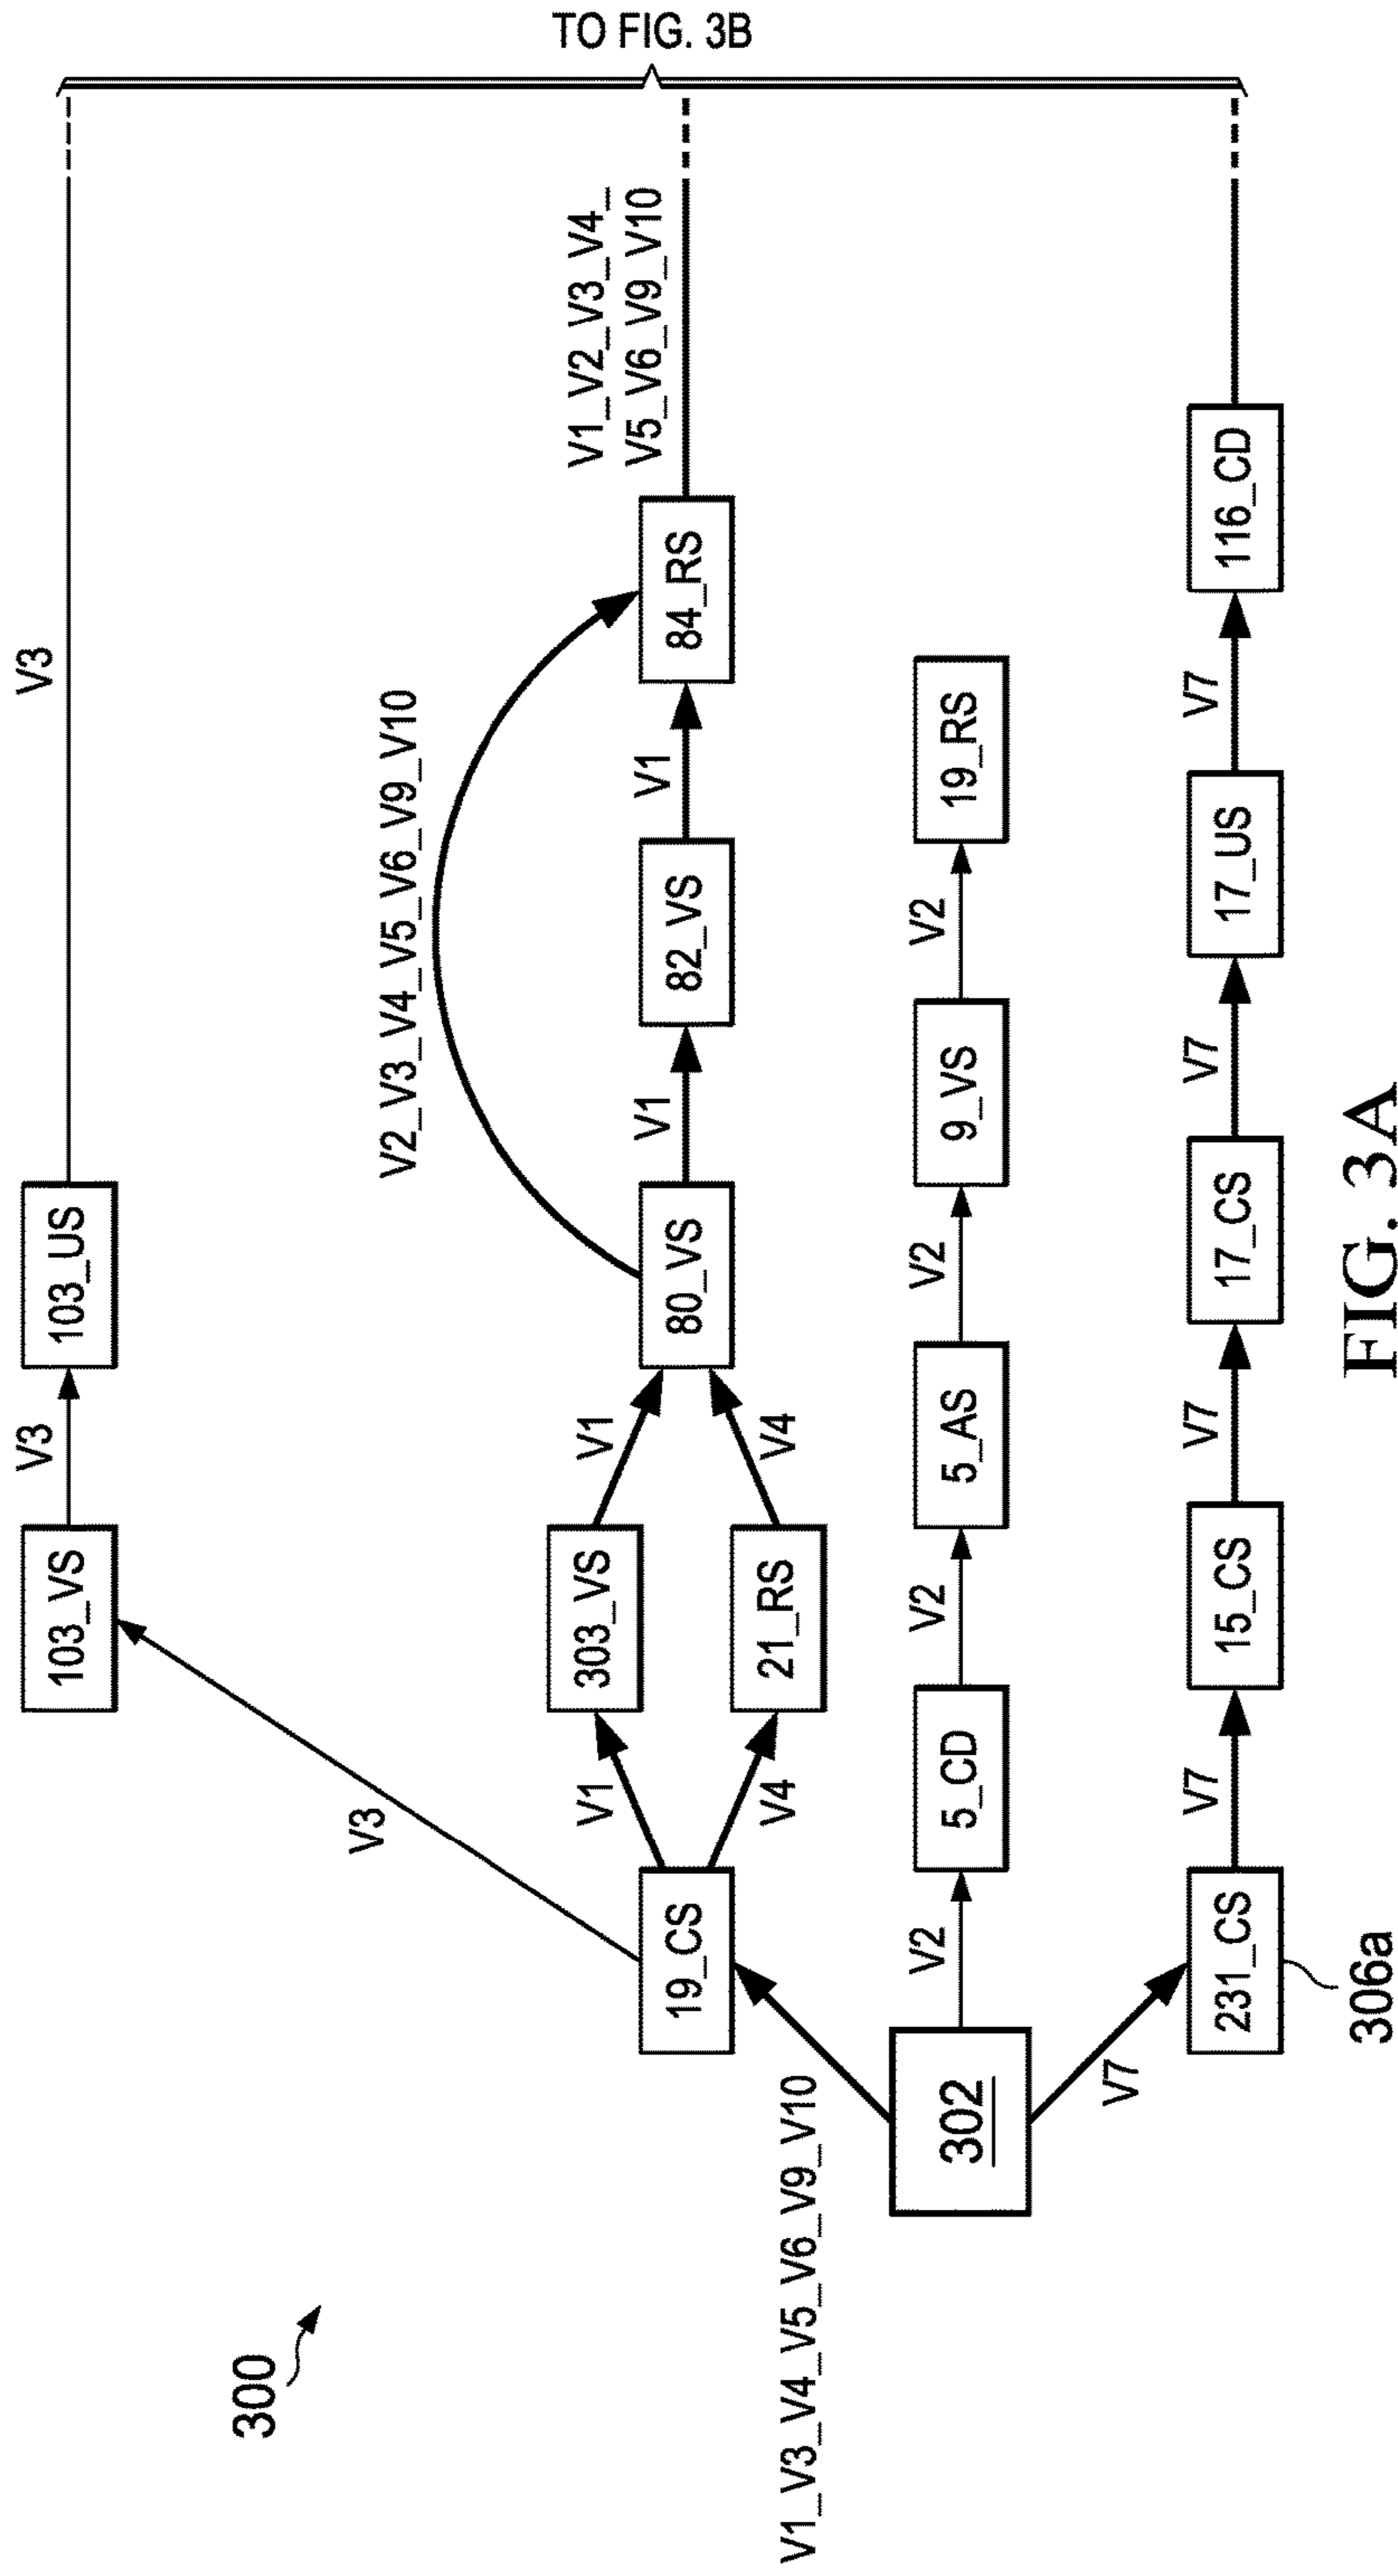 300
TO FIG. 3B
V3
V3
103_VS
103_US
V3
V2_V3_V4_V5_V6_V9_V10
V1_V2_V3_V4_
V5_V6_V9_V10
V1
303_VS
V1
19_CS
80_VS
V1
82_VS
V1
84_RS
V4
21_RS
V4
V1_V3_V4_V5_V6_V9_V10
302
V2
5_CD
V2
5_AS
V2
9_VS
V2
19_RS
V7
231_CS
V7
15_CS
V7
17_CS
V7
17_US
V7
116_CD
306a
FIG. 3A